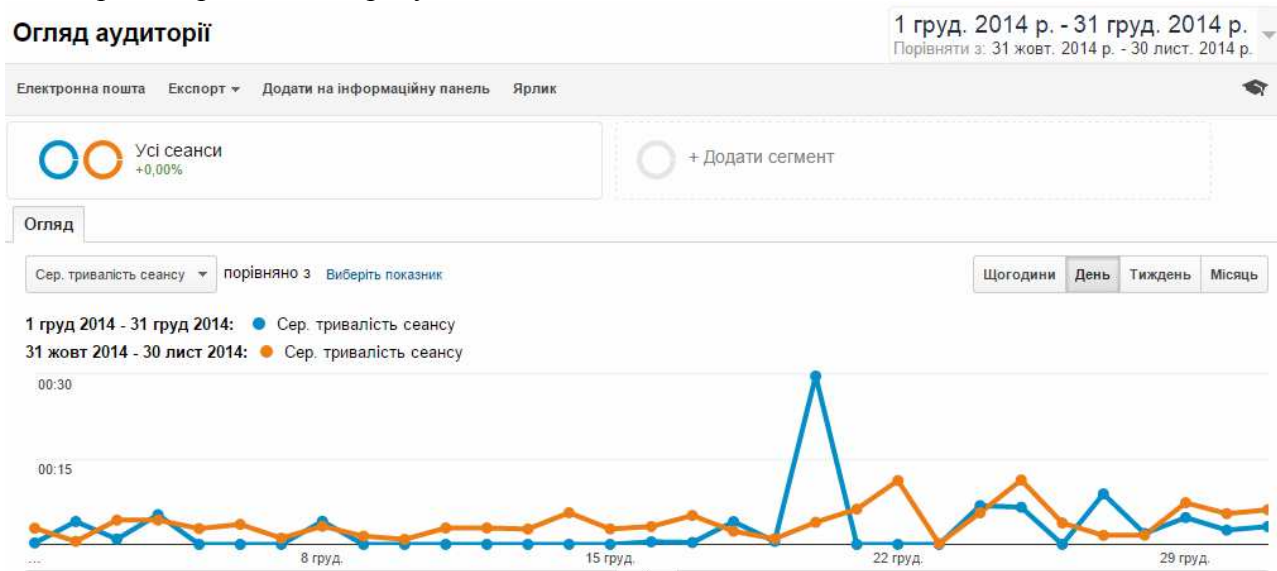 Огляд аудиторії
1 груд. 2014 р. - 31 груд. 2014 р.
Порівняти з: 31 жовт. 2014 р. - 30 лист. 2014 р.
Електронна пошта Експорт Додати на інформаційну панель Ярлик
Усі сеанси
+0,00%
+ Додати сегмент
Огляд
Сер. тривалість сеансу порівняно з Виберіть показник
Щогодини День Тиждень Місяць
1 груд 2014 - 31 груд 2014: Сер. тривалість сеансу
31 жовт 2014 - 30 лист 2014: Сер. тривалість сеансу
00:30
00:15
... 8 груд. 15 груд. 22 груд. 29 груд.